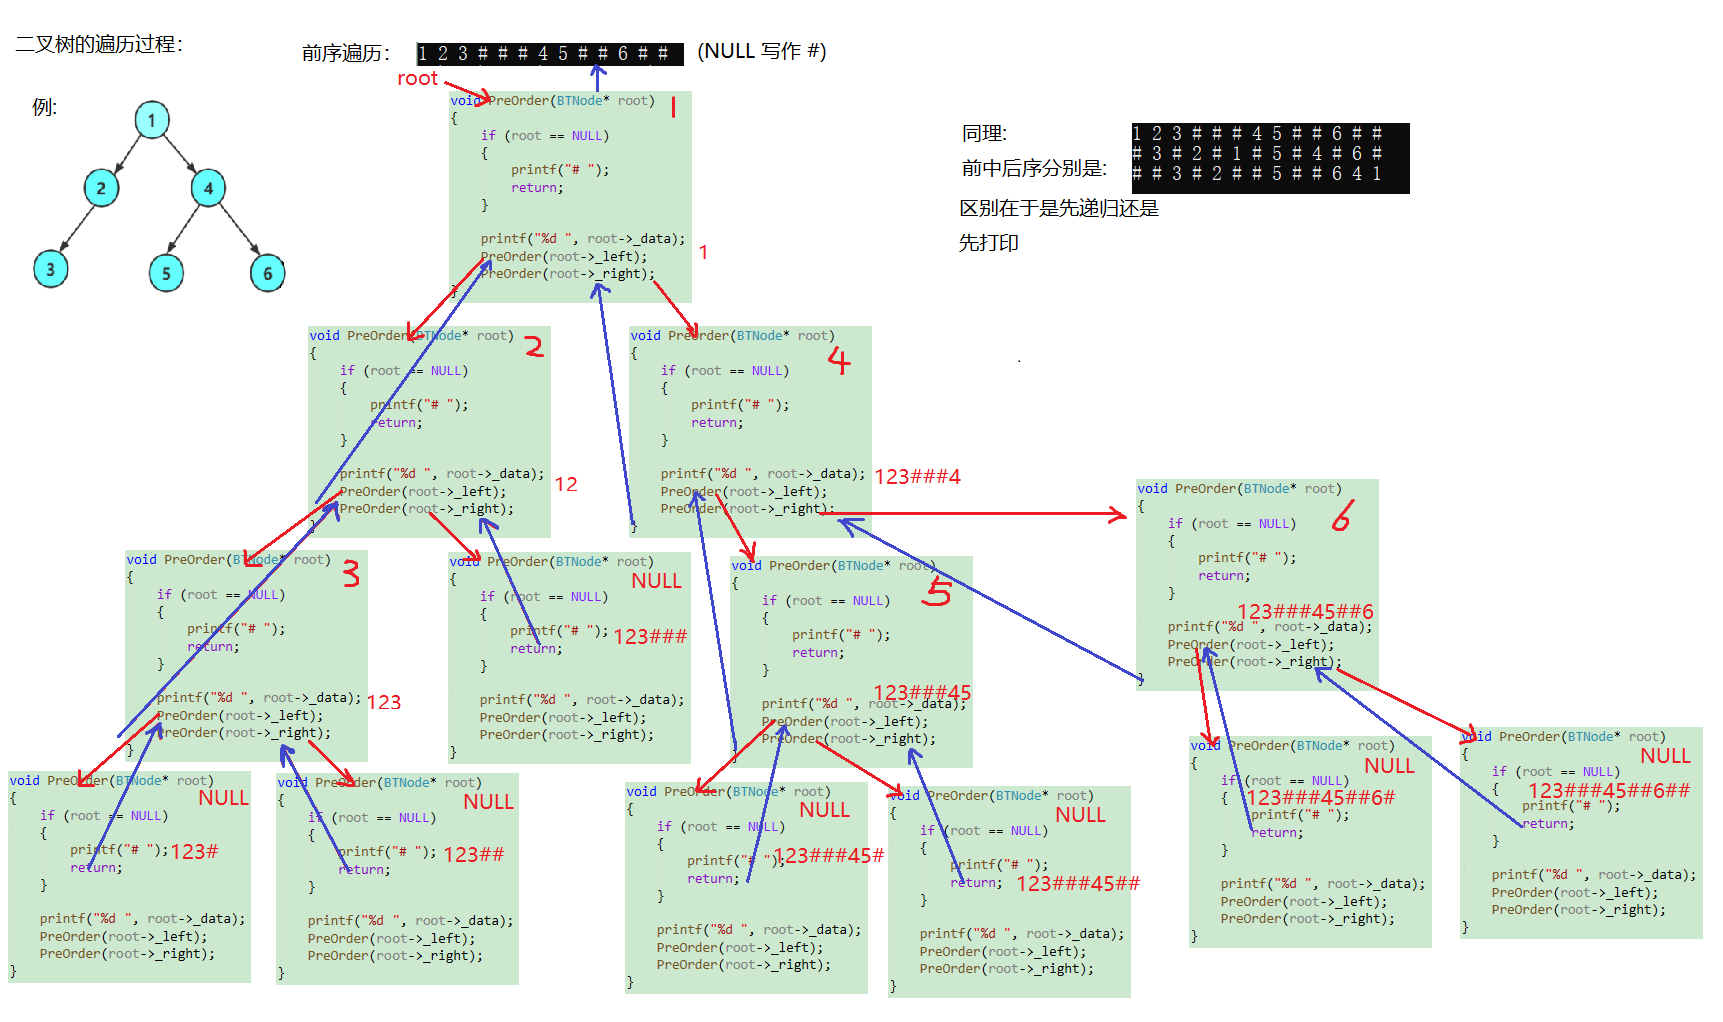 二叉树的遍历过程:
前序遍历: 1 2 3 # # # 4 5 # # 6 # # (NULL 写作 #)
例:
1
2
4
3
5
6
root
void PreOrder(BTNode* root)
1
{
if (root == NULL)
{
printf("# ");
return;
}
printf("%d ", root->_data);
PreOrder(root->_left);
1
PreOrder(root->_right);
}
同理:
前中后序分别是:
1 2 3 # # # 4 5 # # 6 # #
# 3 # 2 # 1 # 5 # 4 # 6 #
# # 3 # 2 # # 5 # # 6 4 1
区别在于是先递归还是
先打印
void PreOrder(BTNode* root)
2
{
if (root == NULL)
{
printf("# ");
return;
}
printf("%d ", root->_data);
12
PreOrder(root->_left);
PreOrder(root->_right);
}
void PreOrder(BTNode* root)
4
{
if (root == NULL)
{
printf("# ");
return;
}
printf("%d ", root->_data);
123###4
PreOrder(root->_left);
PreOrder(root->_right);
}
void PreOrder(BTNode* root)
6
{
if (root == NULL)
{
printf("# ");
return;
}
123###45##6
printf("%d ", root->_data);
PreOrder(root->_left);
PreOrder(root->_right);
}
void PreOrder(BTNode* root)
3
{
if (root == NULL)
{
printf("# ");
return;
}
printf("%d ", root->_data);
123
PreOrder(root->_left);
PreOrder(root->_right);
}
void PreOrder(BTNode* root)
NULL
{
if (root == NULL)
{
printf("# ");
123###
return;
}
printf("%d ", root->_data);
PreOrder(root->_left);
PreOrder(root->_right);
}
void PreOrder(BTNode* root)
5
{
if (root == NULL)
{
printf("# ");
return;
}
123###45
printf("%d ", root->_data);
PreOrder(root->_left);
PreOrder(root->_right);
}
void PreOrder(BTNode* root)
NULL
{
if (root == NULL)
{
printf("# ");
123#
return;
}
printf("%d ", root->_data);
PreOrder(root->_left);
PreOrder(root->_right);
}
void PreOrder(BTNode* root)
NULL
{
if (root == NULL)
{
printf("# ");
123##
return;
}
printf("%d ", root->_data);
PreOrder(root->_left);
PreOrder(root->_right);
}
void PreOrder(BTNode* root)
NULL
{
if (root == NULL)
{
printf("# ");
123###45#
return;
}
printf("%d ", root->_data);
PreOrder(root->_left);
PreOrder(root->_right);
}
void PreOrder(BTNode* root)
NULL
{
if (root == NULL)
{
printf("# ");
return;
123###45##
}
printf("%d ", root->_data);
PreOrder(root->_left);
PreOrder(root->_right);
}
void PreOrder(BTNode* root)
NULL
{
if (root == NULL)
{
123###45##6#
printf("# ");
return;
}
printf("%d ", root->_data);
PreOrder(root->_left);
PreOrder(root->_right);
}
void PreOrder(BTNode* root)
NULL
{
if (root == NULL)
{
123###45##6##
printf("# ");
return;
}
printf("%d ", root->_data);
PreOrder(root->_left);
PreOrder(root->_right);
}